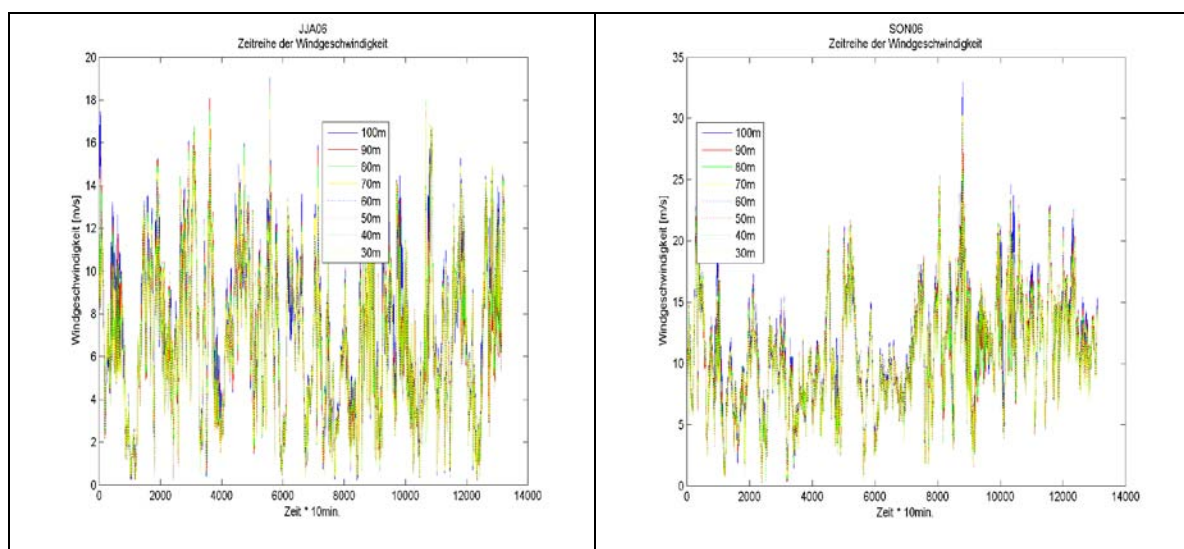 JJA06
Zeitreihe der Windgeschwindigkeit
20
18
16
14
12
10
8
6
4
2
0
Windgeschwindigkeit [m/s]
100m
90m
80m
70m
60m
50m
40m
30m
0
2000
4000
6000
8000
10000
12000
14000
Zeit * 10min.
SON06
Zeitreihe der Windgeschwindigkeit
35
30
25
20
15
10
5
0
Windgeschwindigkeit [m/s]
100m
90m
80m
70m
60m
50m
40m
30m
0
2000
4000
6000
8000
10000
12000
14000
Zeit * 10min.